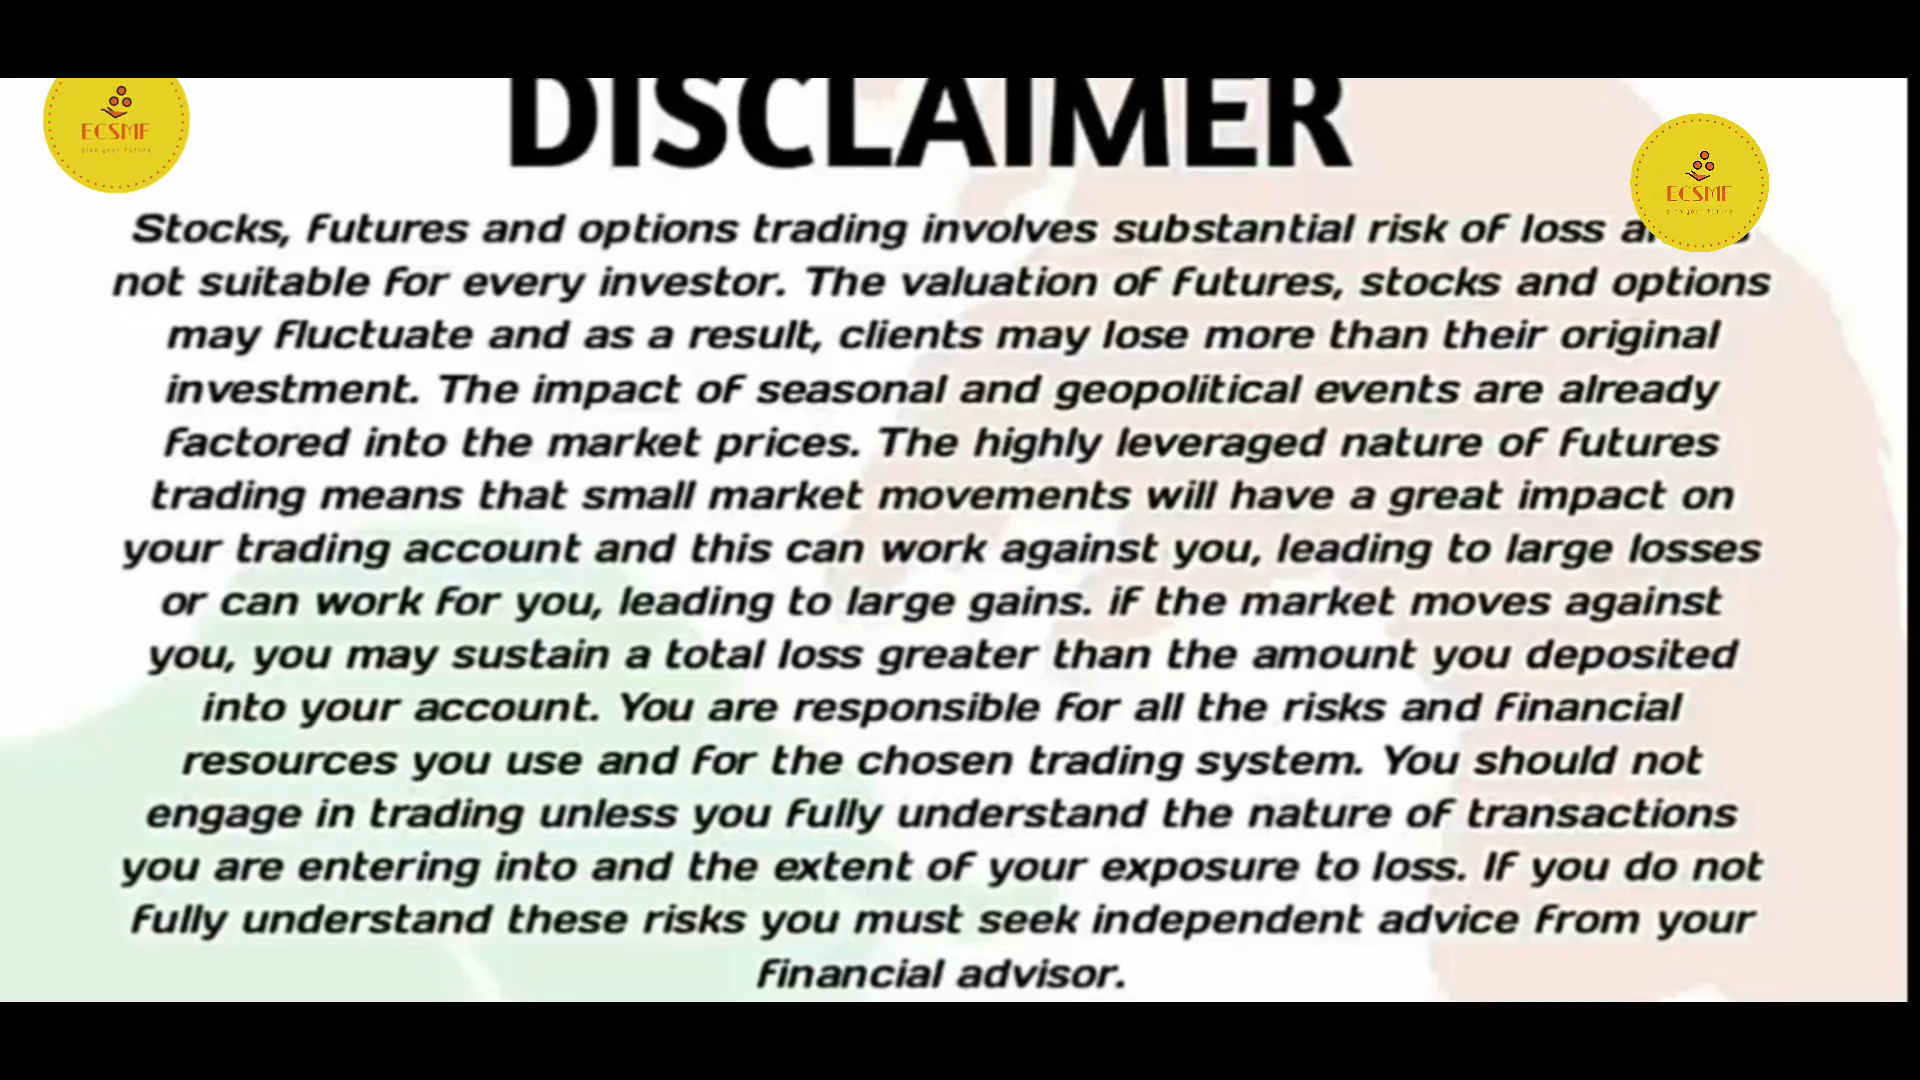 DISCLAIMER
ECSMF
plan your future
ECSMF
plan your future
Stocks, futures and options trading involves substantial risk of loss
not suitable for every investor. The valuation of futures, stocks and options
may fluctuate and as a result, clients may lose more than their original
investment. The impact of seasonal and geopolitical events are already
factored into the market prices. The highly leveraged nature of futures
trading means that small market movements will have a great impact on
your trading account and this can work against you, leading to large losses
or can work for you, leading to large gains. if the market moves against
you, you may sustain a total loss greater than the amount you deposited
into your account. You are responsible for all the risks and financial
resources you use and for the chosen trading system. You should not
engage in trading unless you fully understand the nature of transactions
you are entering into and the extent of your exposure to loss. If you do not
fully understand these risks you must seek independent advice from your
financial advisor.